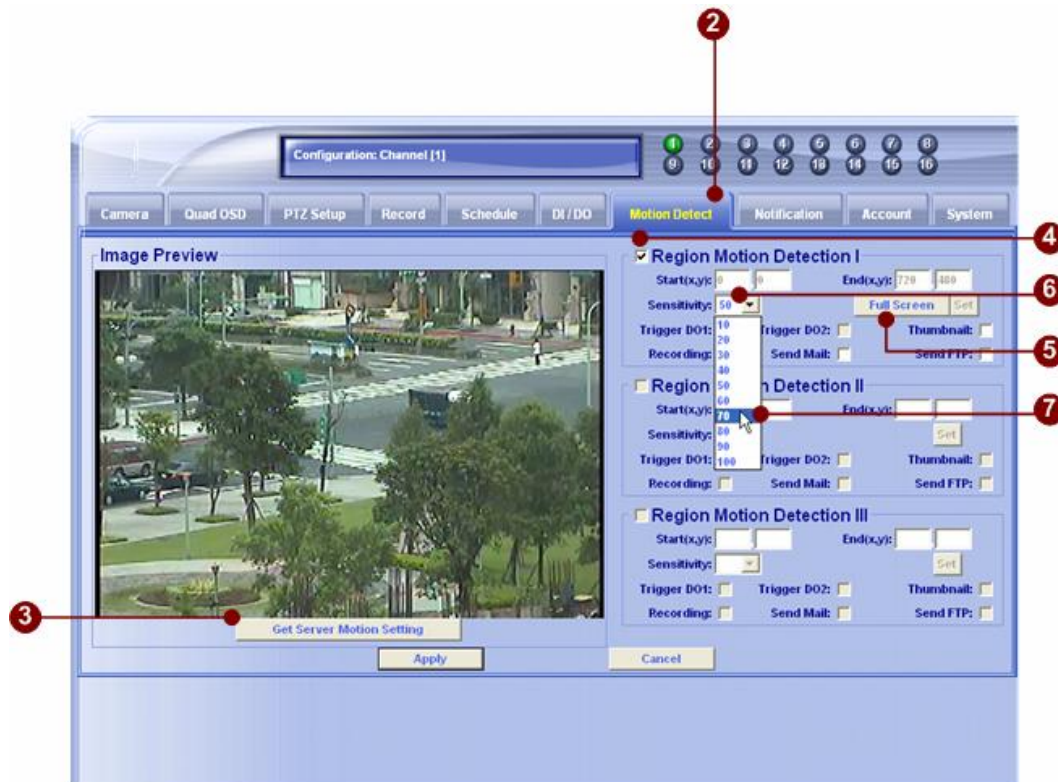 2
Configuration: Channel [1]
1 2 3 4 5 6 7 8
9 10 11 12 13 14 15 16
Camera Quad OSD PTZ Setup Record Schedule DI / DO Motion Detect Notification Account System
4
Image Preview
Region Motion Detection I
Start(x,y): 0 0 End(x,y): 720 480
6
Sensitivity: 50 Full Screen Set
10
20
30
40
50
60
70
80
90
100
Trigger DO1: Trigger DO2: Thumbnail:
5
Recording: Send Mail: Send FTP:
Region Motion Detection II
7
Start(x,y): End(x,y):
Sensitivity: Set
Trigger DO1: Trigger DO2: Thumbnail:
Recording: Send Mail: Send FTP:
Region Motion Detection III
Start(x,y): End(x,y):
Sensitivity: Set
Trigger DO1: Trigger DO2: Thumbnail:
Recording: Send Mail: Send FTP:
3
Get Server Motion Setting
Apply Cancel